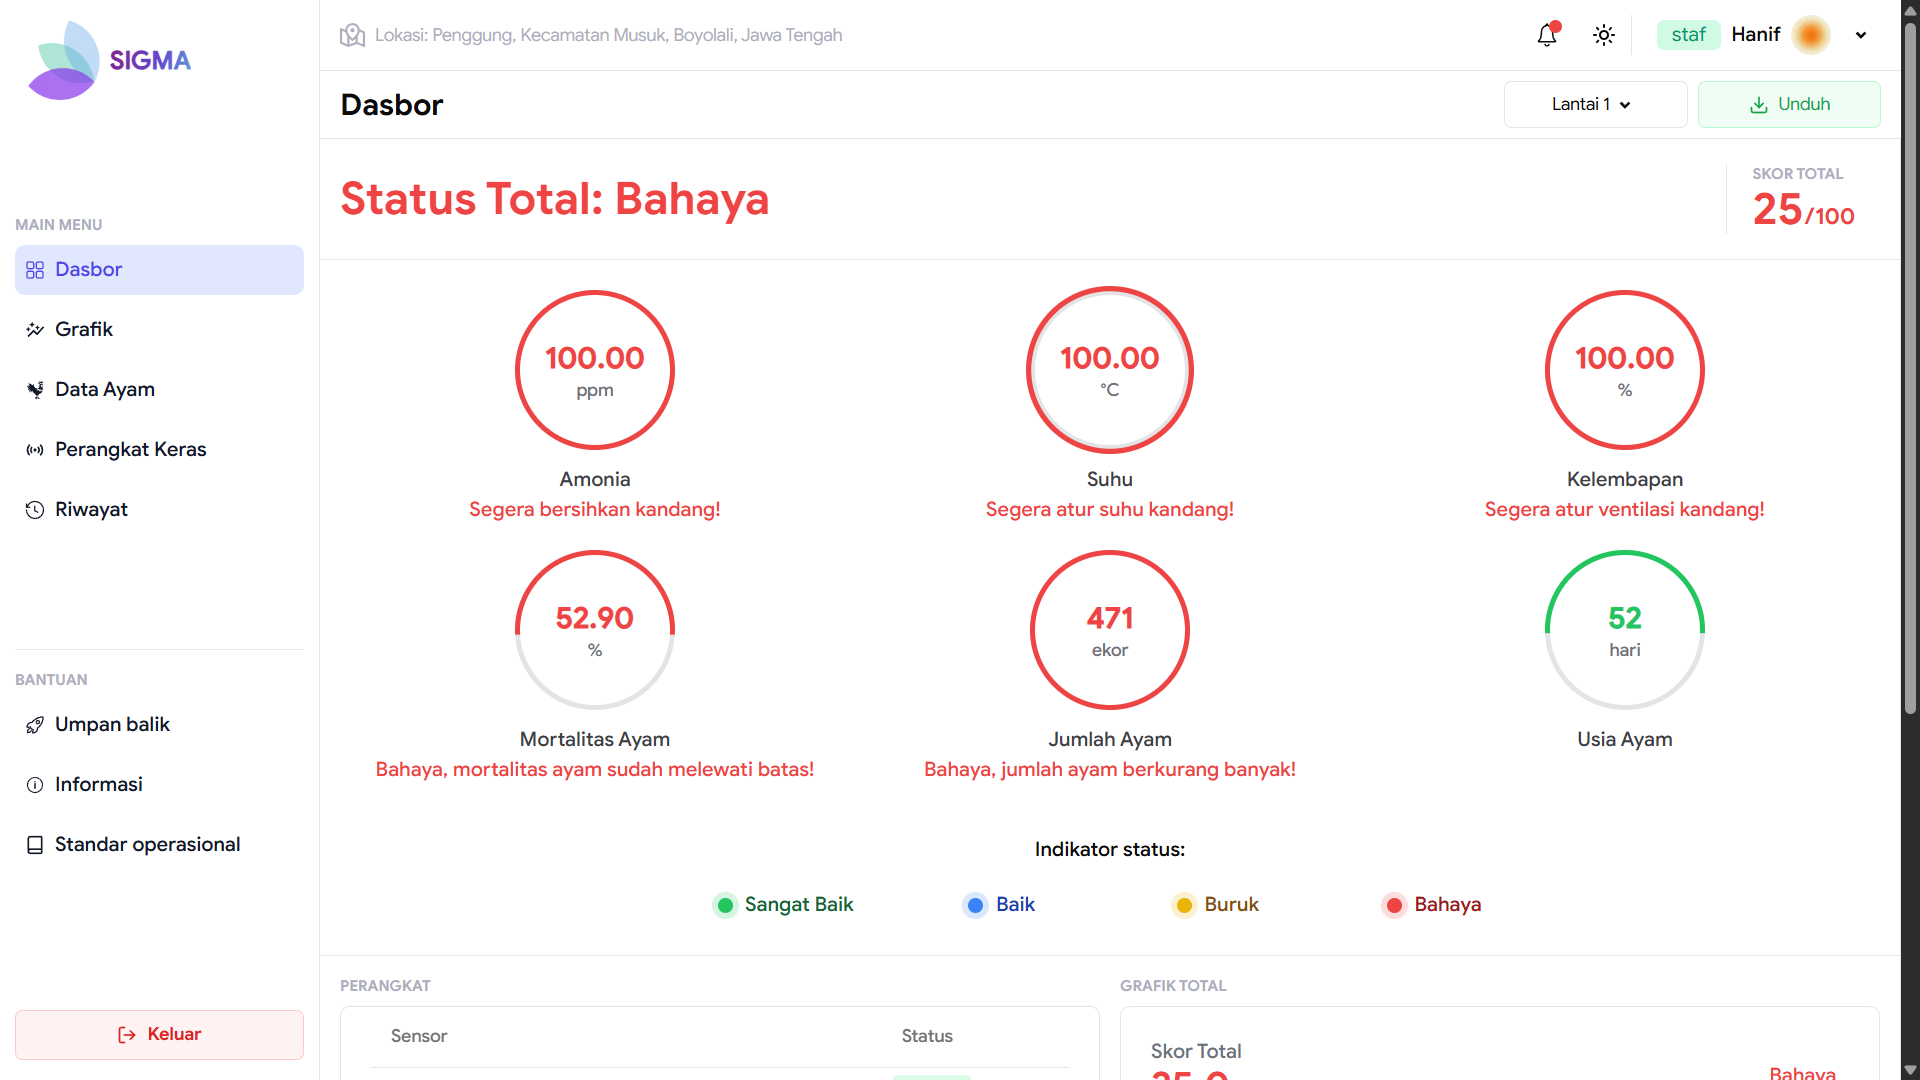 SIGMA
Lokasi: Penggung, Kecamatan Musuk, Boyolali, Jawa Tengah
staf
Hanif
Dasbor
Lantai 1
Unduh
Status Total: Bahaya
SKOR TOTAL
25/100
MAIN MENU
Dasbor
Grafik
Data Ayam
Perangkat Keras
Riwayat
BANTUAN
Umpan balik
Informasi
Standar operasional
Keluar
100.00
ppm
Amonia
Segera bersihkan kandang!
100.00
°C
Suhu
Segera atur suhu kandang!
100.00
%
Kelembapan
Segera atur ventilasi kandang!
52.90
%
Mortalitas Ayam
Bahaya, mortalitas ayam sudah melewati batas!
471
ekor
Jumlah Ayam
Bahaya, jumlah ayam berkurang banyak!
52
hari
Usia Ayam
Indikator status:
Sangat Baik
Baik
Buruk
Bahaya
PERANGKAT
Sensor
Status
GRAFIK TOTAL
Skor Total
25.0
Bahaya